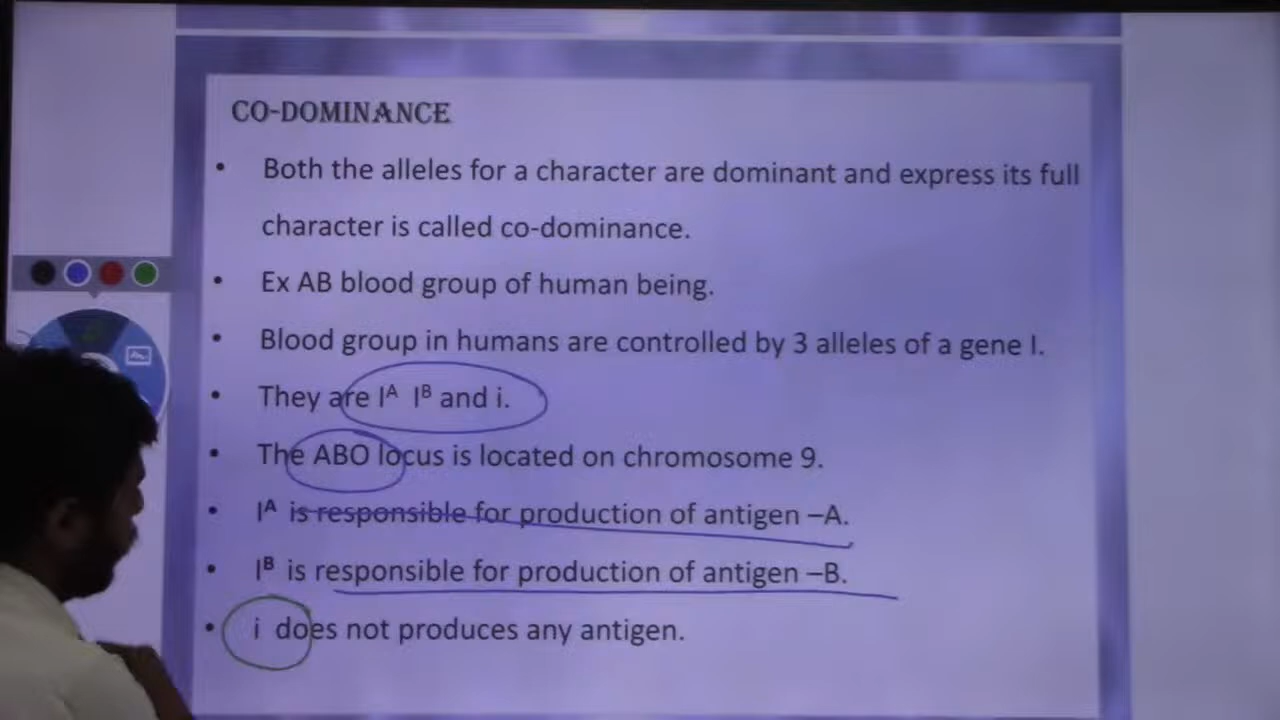 CO-DOMINANCE
• Both the alleles for a character are dominant and express its full
character is called co-dominance.
• Ex AB blood group of human being.
• Blood group in humans are controlled by 3 alleles of a gene I.
• They are Iᴬ Iᴮ and i.
• The ABO locus is located on chromosome 9.
• Iᴬ is responsible for production of antigen –A.
• Iᴮ is responsible for production of antigen –B.
• i does not produces any antigen.